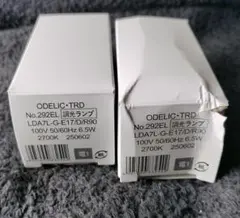 ODELIC・TRD
No.292EL 調光ランプ
LDA7L-G-E17/D/R90
100V 50/60Hz 6.5W
2700K 250602
ODELIC・TRD
No.292EL 調光ランプ
LDA7L-G-E17/D/R90
100V 50/60Hz 6.5W
2700K 250602